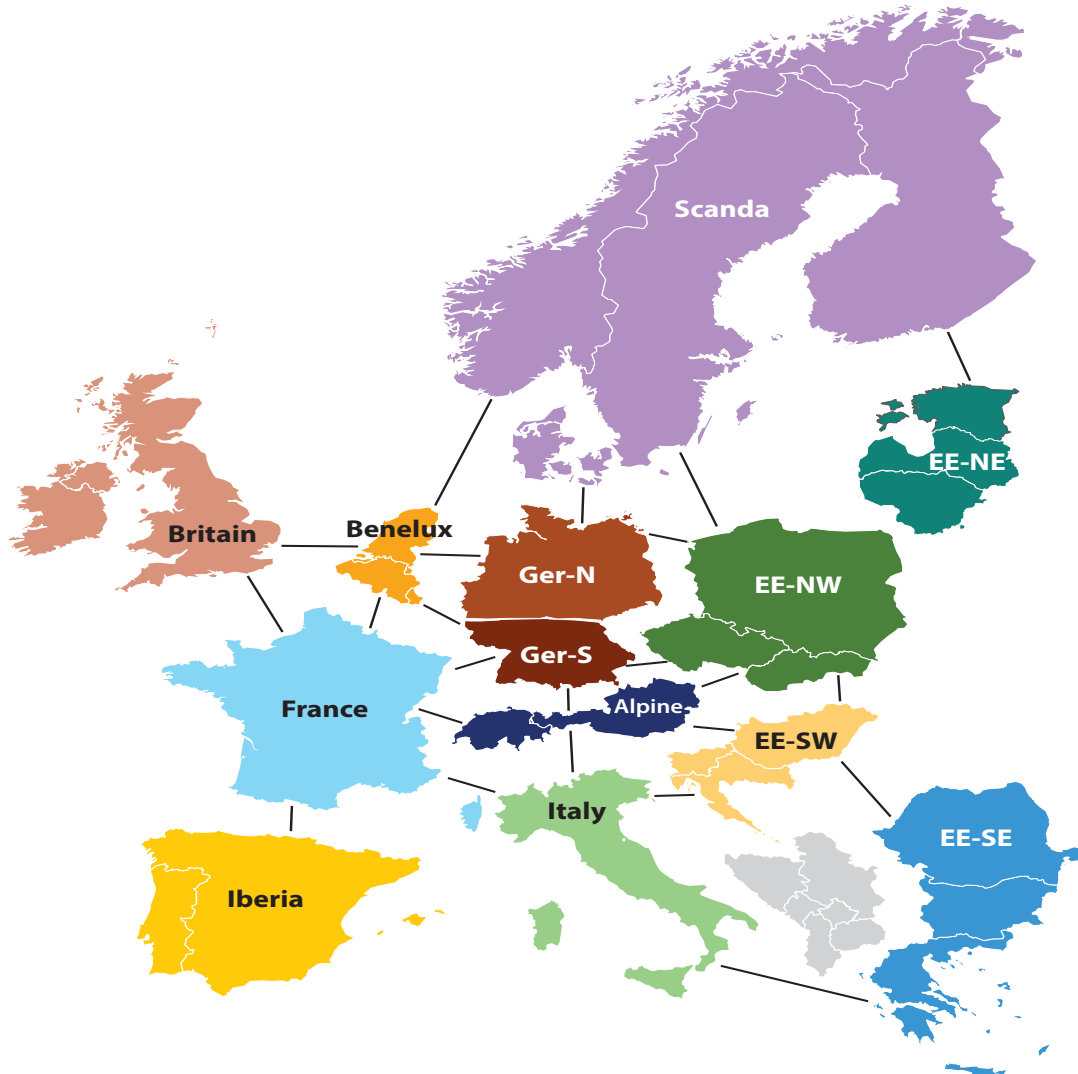 Scanda
EE-NE
Britain
Benelux
Ger-N
EE-NW
Ger-S
France
Alpine
EE-SW
Italy
EE-SE
Iberia